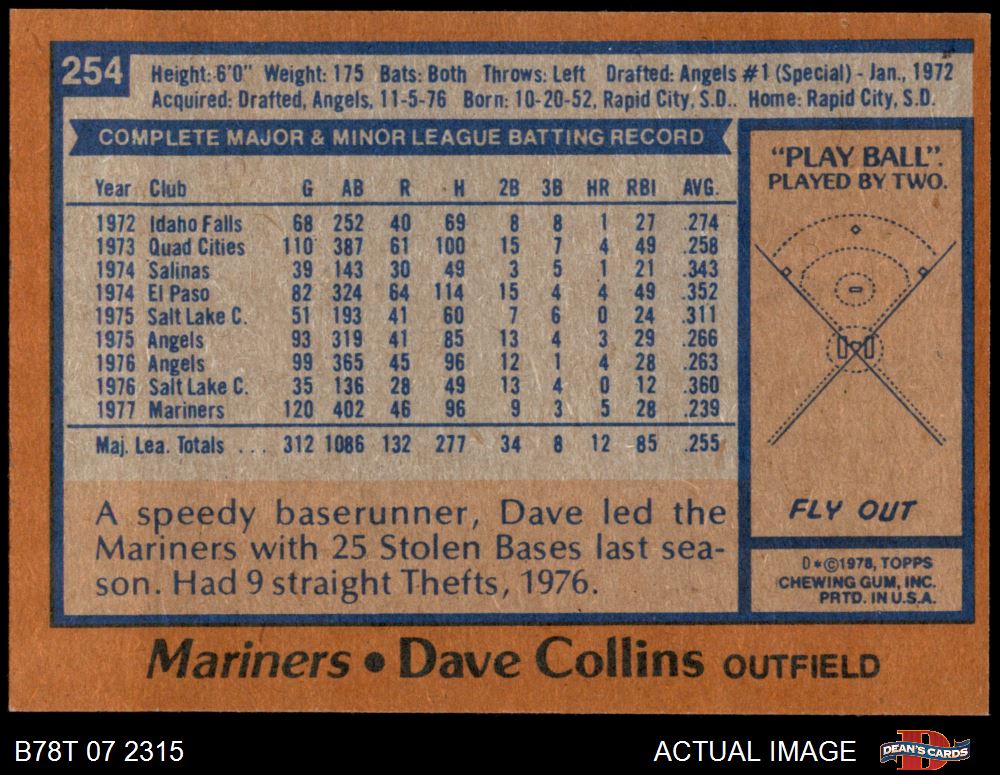 254
Height: 6'0" Weight: 175 Bats: Both Throws: Left Drafted: Angels #1 (Special) - Jan., 1972
Acquired: Drafted, Angels, 11-5-76 Born: 10-20-52, Rapid City, S.D.. Home: Rapid City, S.D.
COMPLETE MAJOR & MINOR LEAGUE BATTING RECORD
Year Club G AB R H 2B 3B HR RBI AVG.
1972 Idaho Falls 68 252 40 69 8 8 1 27 .274
1973 Quad Cities 110 387 61 100 15 7 4 49 .258
1974 Salinas 39 143 30 49 3 5 1 21 .343
1974 El Paso 82 324 64 114 15 4 4 49 .352
1975 Salt Lake C. 51 193 41 60 7 6 0 24 .311
1975 Angels 93 319 41 85 13 4 3 29 .266
1976 Angels 99 365 45 96 12 1 4 28 .263
1976 Salt Lake C. 35 136 28 49 13 4 0 12 .360
1977 Mariners 120 402 46 96 9 3 5 28 .239
Maj. Lea. Totals . . . 312 1086 132 277 34 8 12 85 .255
A speedy baserunner, Dave led the
Mariners with 25 Stolen Bases last sea-
son. Had 9 straight Thefts, 1976.
"PLAY BALL".
PLAYED BY TWO.
FLY OUT
D*©1978, TOPPS
CHEWING GUM, INC.
PRTD. IN U.S.A.
Mariners • Dave Collins OUTFIELD
B78T 07 2315
ACTUAL IMAGE
D
DEAN'S CARDS